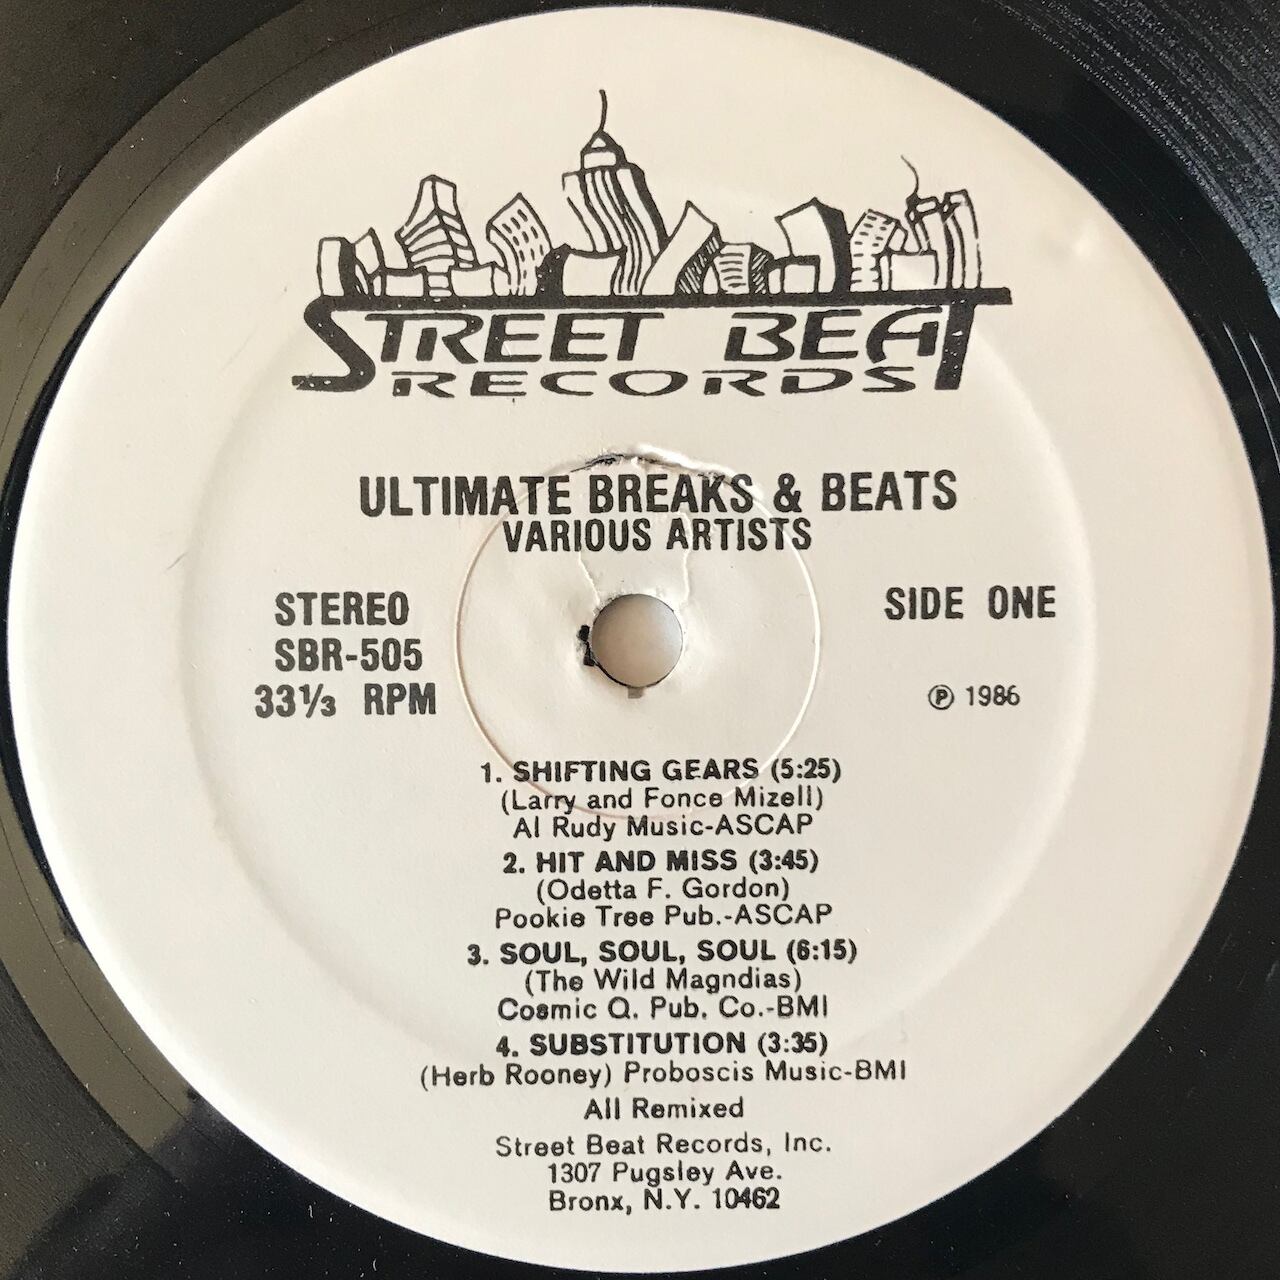 STREET BEAT
RECORDS
ULTIMATE BREAKS & BEATS
VARIOUS ARTISTS
STEREO
SBR-505
33⅓ RPM
SIDE ONE
℗ 1986
1. SHIFTING GEARS (5:25)
(Larry and Fonce Mizell)
Al Rudy Music-ASCAP
2. HIT AND MISS (3:45)
(Odetta F. Gordon)
Pookie Tree Pub.-ASCAP
3. SOUL, SOUL, SOUL (6:15)
(The Wild Magndias)
Cosmic Q. Pub. Co.-BMI
4. SUBSTITUTION (3:35)
(Herb Rooney) Proboscis Music-BMI
All Remixed
Street Beat Records, Inc.
1307 Pugsley Ave.
Bronx, N.Y. 10462